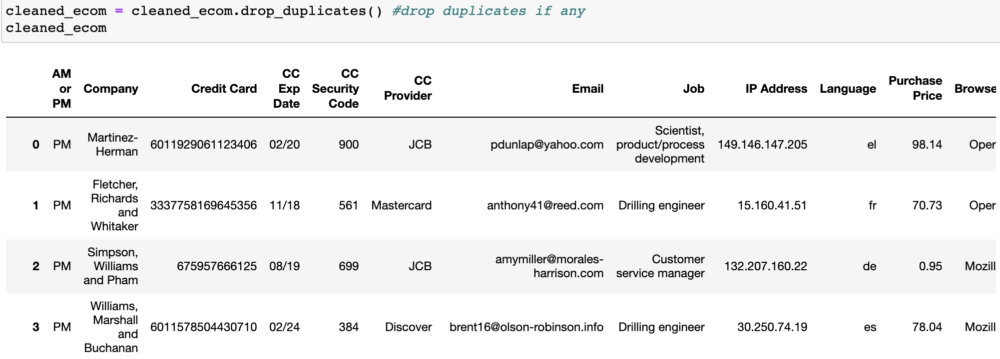 cleaned_ecom = cleaned_ecom.drop_duplicates() #drop duplicates if any
cleaned_ecom
AM or PM Company Credit Card CC Exp Date CC Security Code CC Provider Email Job IP Address Language Purchase Price Browse
0 PM Martinez-Herman 6011929061123406 02/20 900 JCB pdunlap@yahoo.com Scientist, product/process development 149.146.147.205 el 98.14 Oper
1 PM Fletcher, Richards and Whitaker 3337758169645356 11/18 561 Mastercard anthony41@reed.com Drilling engineer 15.160.41.51 fr 70.73 Oper
2 PM Simpson, Williams and Pham 675957666125 08/19 699 JCB amymiller@morales-harrison.com Customer service manager 132.207.160.22 de 0.95 Mozill
3 PM Williams, Marshall and Buchanan 6011578504430710 02/24 384 Discover brent16@olson-robinson.info Drilling engineer 30.250.74.19 es 78.04 Mozill